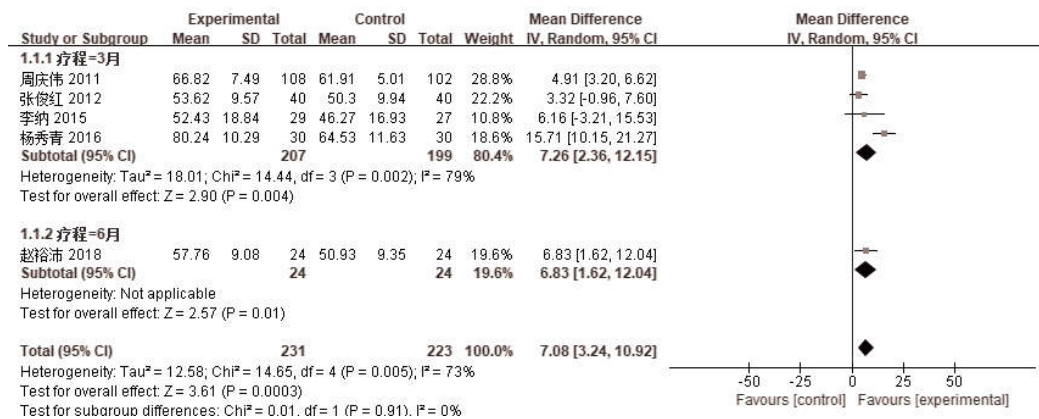 Experimental Control Mean Difference Mean Difference
Study or Subgroup Mean SD Total Mean SD Total Weight IV, Random, 95% CI IV, Random, 95% CI
1.1.1 疗程=3月
周庆伟 2011 66.82 7.49 108 61.91 5.01 102 28.8% 4.91 [3.20, 6.62]
张俊红 2012 53.62 9.57 40 50.3 9.94 40 22.2% 3.32 [-0.96, 7.60]
李纳 2015 52.43 18.84 29 46.27 16.93 27 10.8% 6.16 [-3.21, 15.53]
杨秀青 2016 80.24 10.29 30 64.53 11.63 30 18.6% 15.71 [10.15, 21.27]
Subtotal (95% CI) 207 199 80.4% 7.26 [2.36, 12.15]
Heterogeneity: Tau² = 18.01; Chi² = 14.44, df = 3 (P = 0.002); I² = 79%
Test for overall effect: Z = 2.90 (P = 0.004)
1.1.2 疗程=6月
赵裕沛 2018 57.76 9.08 24 50.93 9.35 24 19.6% 6.83 [1.62, 12.04]
Subtotal (95% CI) 24 24 19.6% 6.83 [1.62, 12.04]
Heterogeneity: Not applicable
Test for overall effect: Z = 2.57 (P = 0.01)
Total (95% CI) 231 223 100.0% 7.08 [3.24, 10.92]
Heterogeneity: Tau² = 12.58; Chi² = 14.65, df = 4 (P = 0.005); I² = 73%
Test for overall effect: Z = 3.61 (P = 0.0003)
Test for subgroup differences: Chi² = 0.01, df = 1 (P = 0.91), I² = 0%
-50 -25 0 25 50
Favours [control] Favours [experimental]